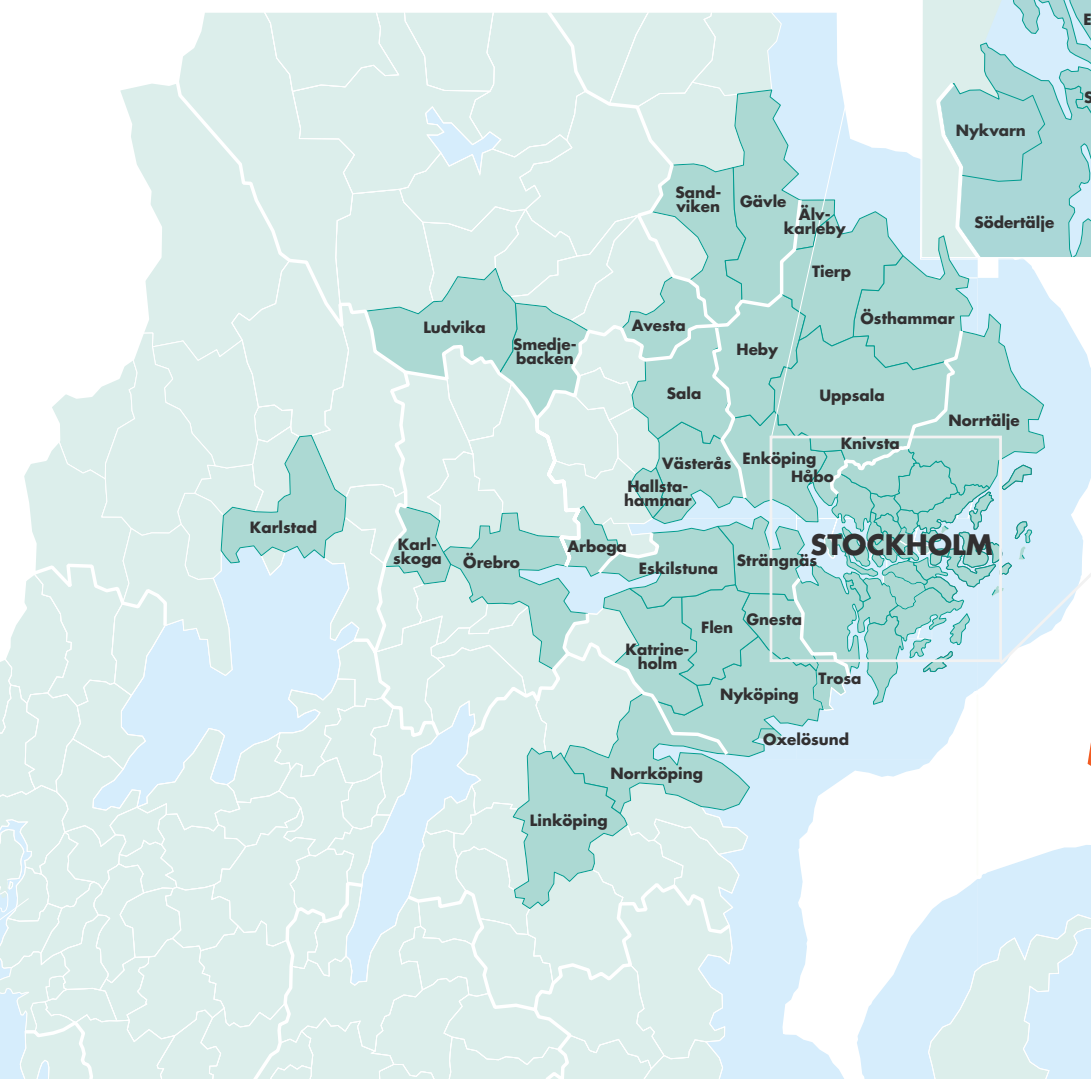 E
S
Nykvarn
Södertälje
Sand-
viken
Gävle
Älv-
karleby
Tierp
Östhammar
Ludvika
Smedje-
backen
Avesta
Heby
Sala
Uppsala
Norrtälje
Knivsta
Västerås
Enköping
Håbo
Hallsta-
hammar
Karlstad
Karl-
skoga
Örebro
Arboga
Eskilstuna
Strängnäs
STOCKHOLM
Flen
Gnesta
Katrine-
holm
Trosa
Nyköping
Oxelösund
Norrköping
Linköping